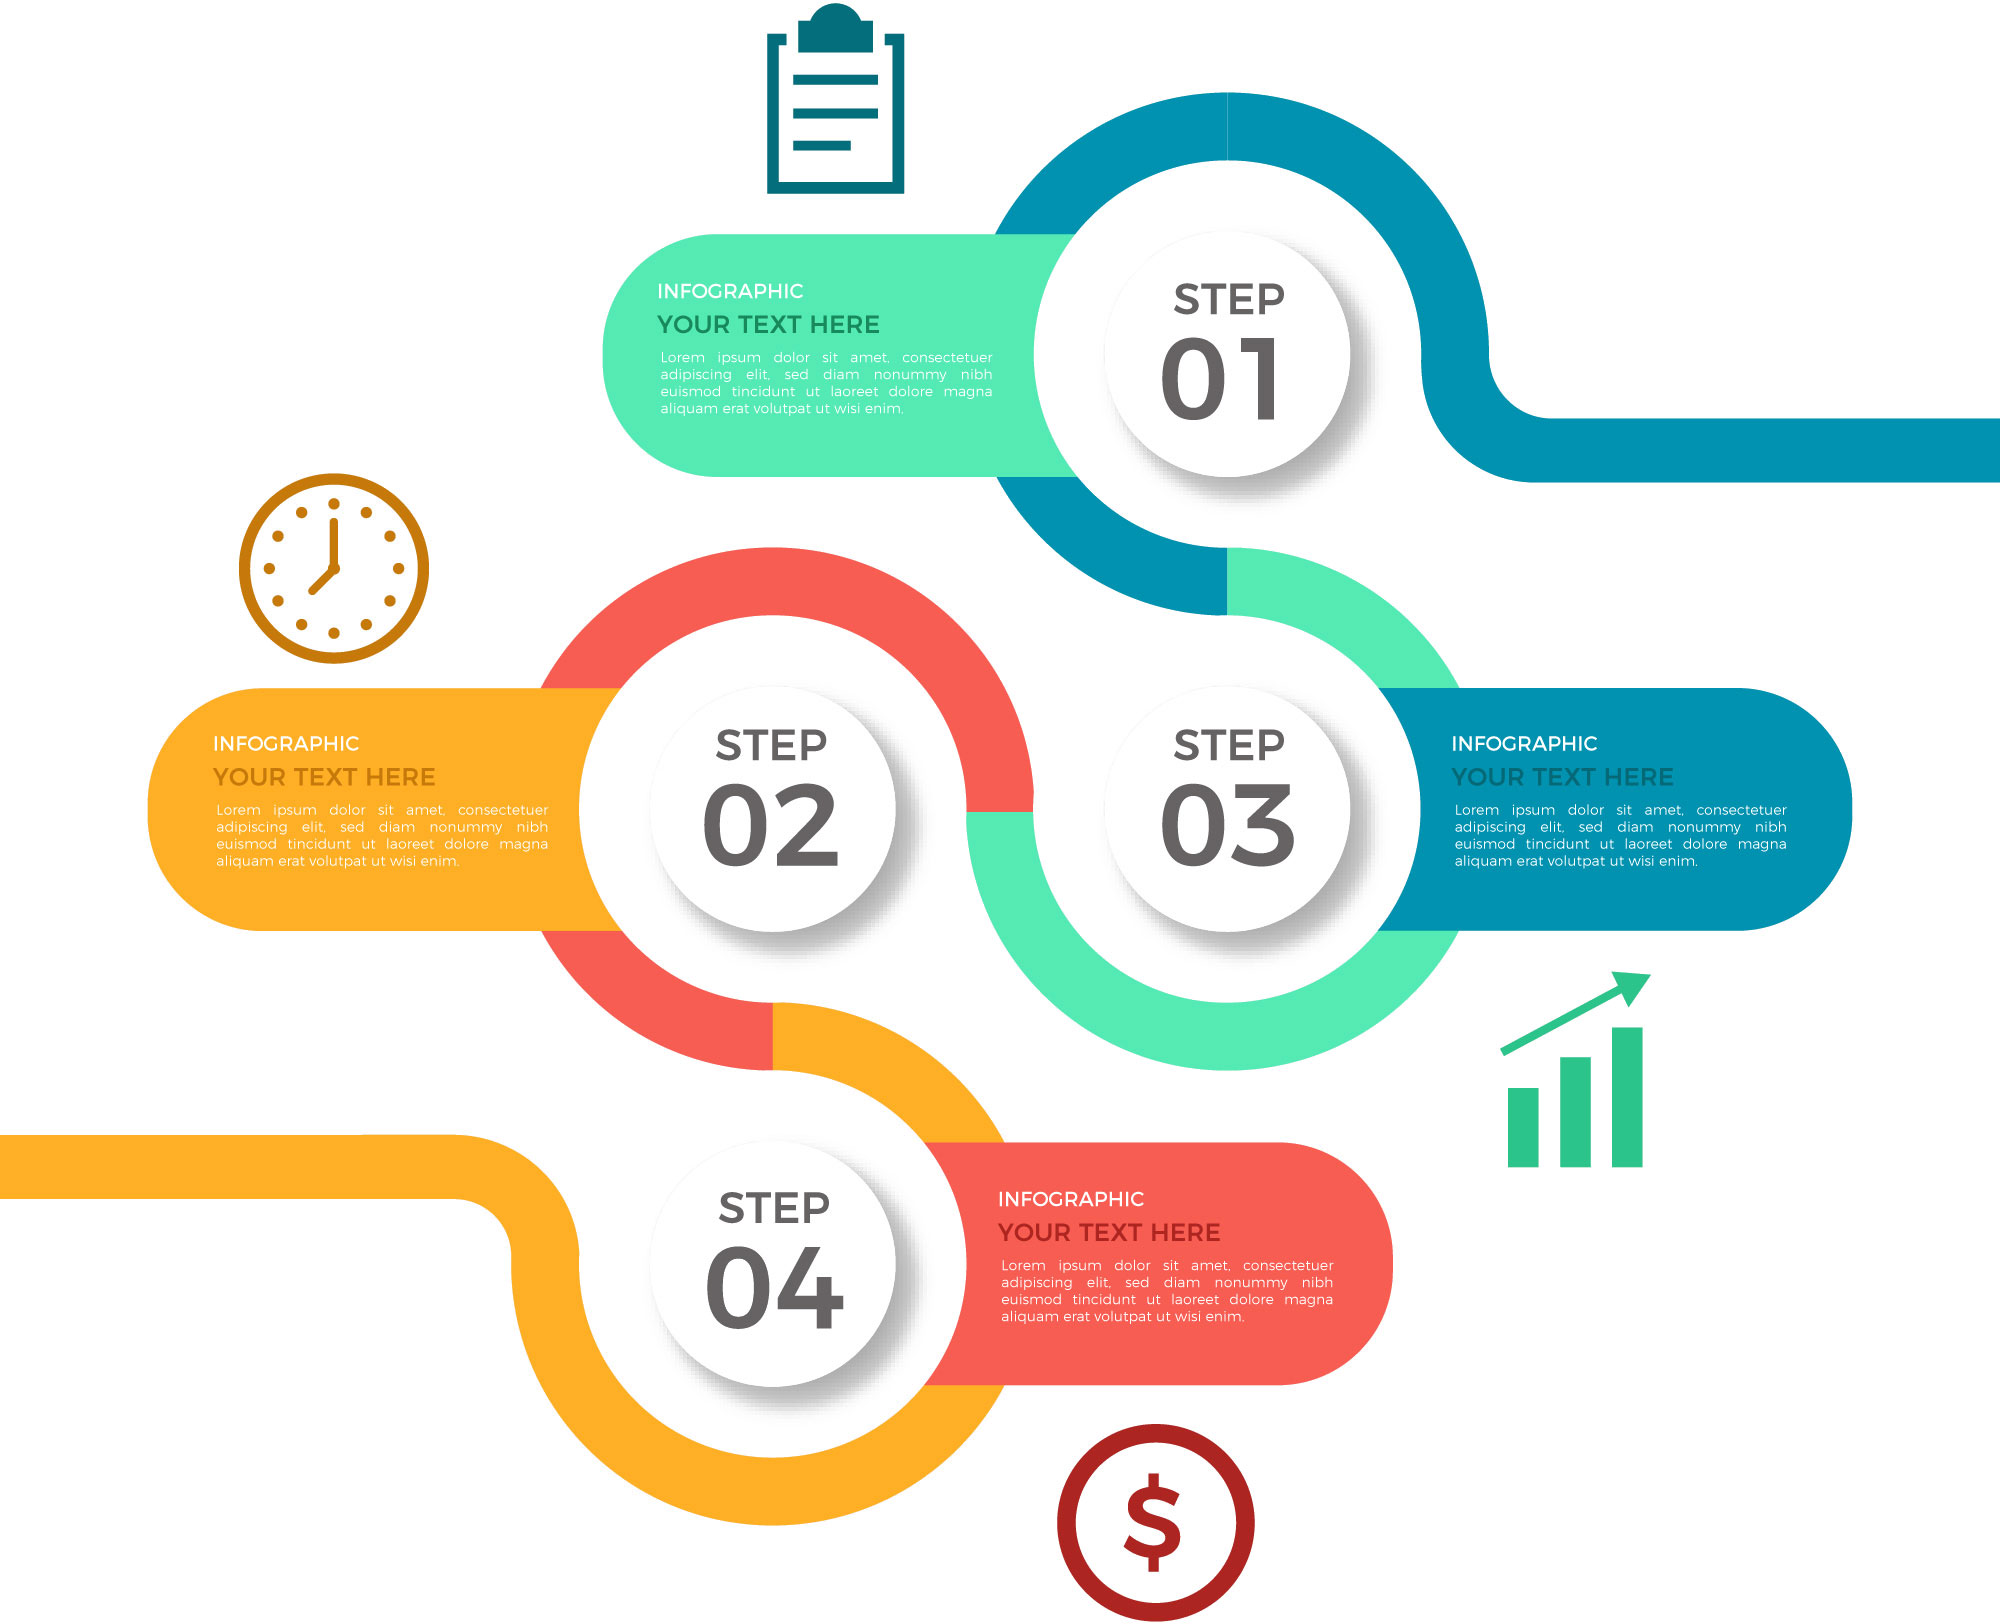 INFOGRAPHIC
YOUR TEXT HERE
Lorem ipsum dolor sit amet, consectetuer
adipiscing elit, sed diam nonummy nibh
euismod tincidunt ut laoreet dolore magna
aliquam erat volutpat ut wisi enim.
STEP
01
INFOGRAPHIC
YOUR TEXT HERE
Lorem ipsum dolor sit amet, consectetuer
adipiscing elit, sed diam nonummy nibh
euismod tincidunt ut laoreet dolore magna
aliquam erat volutpat ut wisi enim.
STEP
02
STEP
03
INFOGRAPHIC
YOUR TEXT HERE
Lorem ipsum dolor sit amet, consectetuer
adipiscing elit, sed diam nonummy nibh
euismod tincidunt ut laoreet dolore magna
aliquam erat volutpat ut wisi enim.
STEP
04
INFOGRAPHIC
YOUR TEXT HERE
Lorem ipsum dolor sit amet, consectetuer
adipiscing elit, sed diam nonummy nibh
euismod tincidunt ut laoreet dolore magna
aliquam erat volutpat ut wisi enim.
$